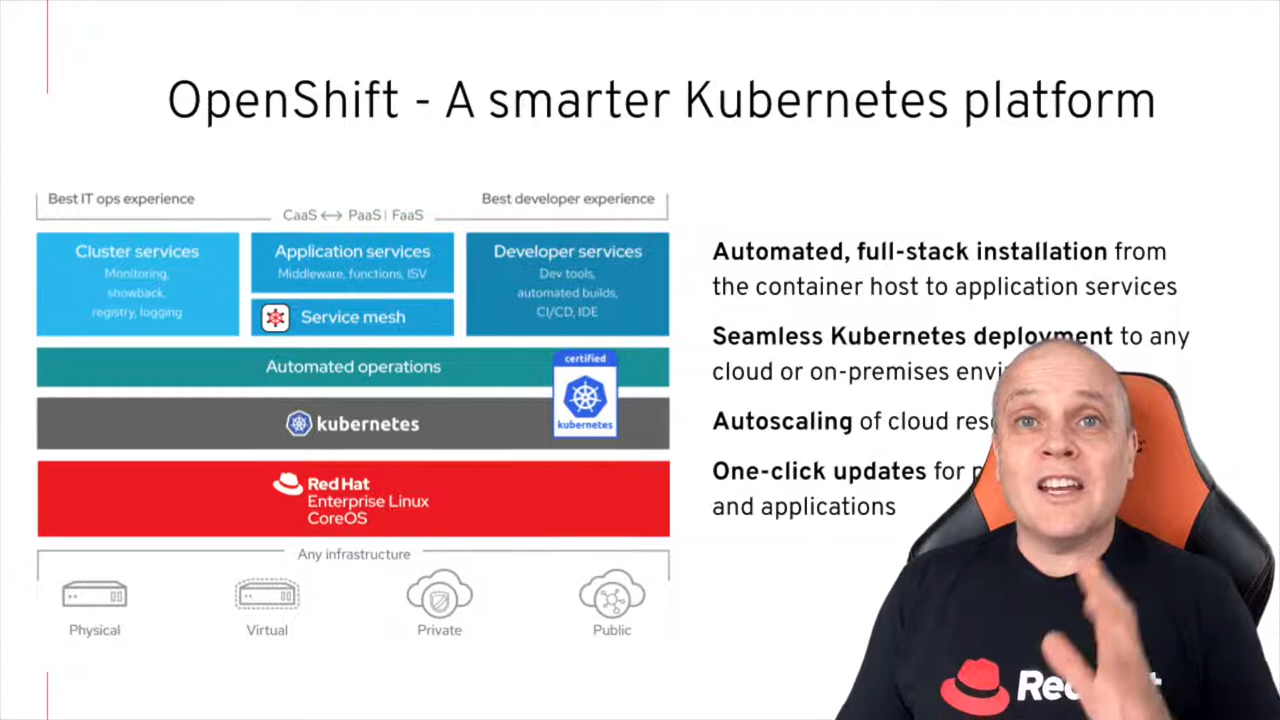 OpenShift - A smarter Kubernetes platform
Best IT ops experience
Best developer experience
CaaS ↔ PaaS | FaaS
Cluster services
Monitoring,
showback,
registry, logging
Application services
Middleware, functions, ISV
Service mesh
Developer services
Dev tools,
automated builds,
CI/CD, IDE
Automated operations
certified
kubernetes
kubernetes
Red Hat
Enterprise Linux
CoreOS
Any infrastructure
Physical
Virtual
Private
Public
Automated, full-stack installation from
the container host to application services
Seamless Kubernetes deployment to any
cloud or on-premises
Autoscaling of cloud
One-click updates for
and applications